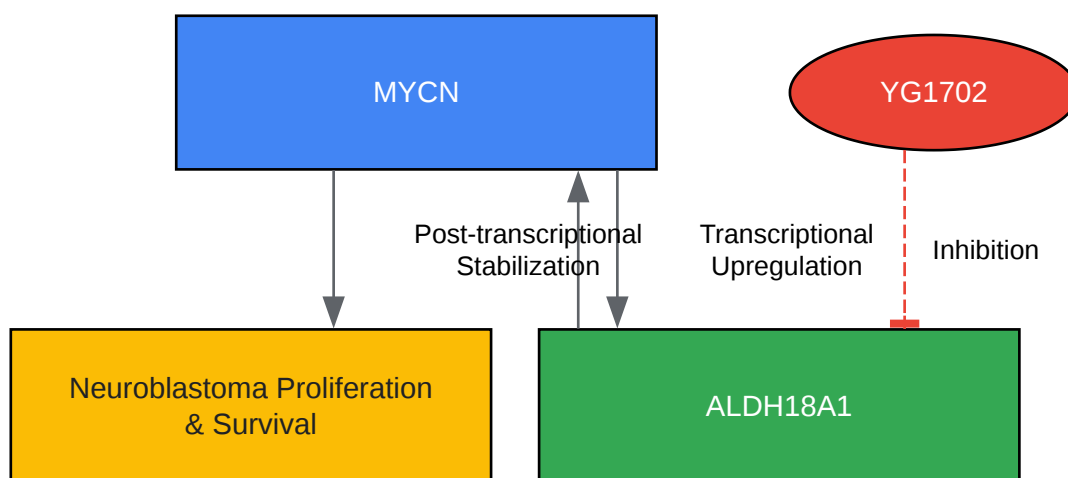 MYCN
YG1702
Post-transcriptional
Stabilization
Transcriptional
Upregulation
Inhibition
Neuroblastoma Proliferation
& Survival
ALDH18A1